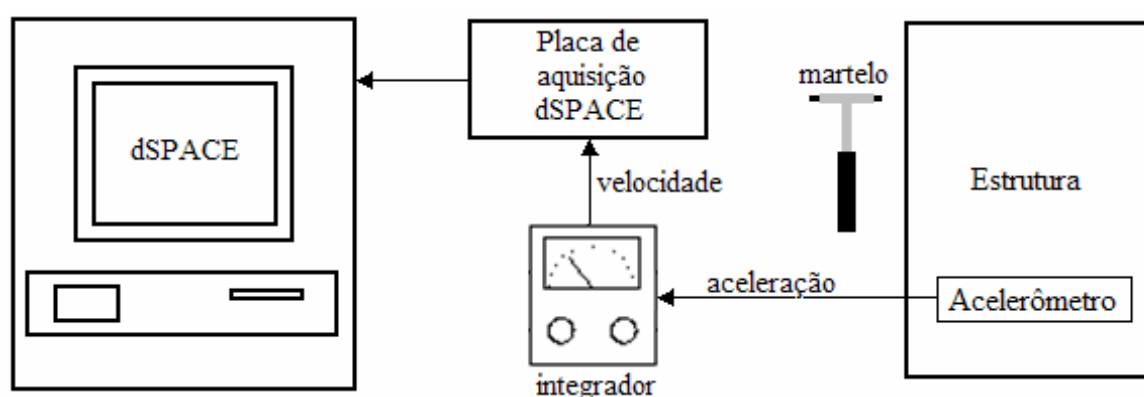 dSPACE
Placa de
aquisição
dSPACE
velocidade
integrador
martelo
aceleração
Estrutura
Acelerômetro